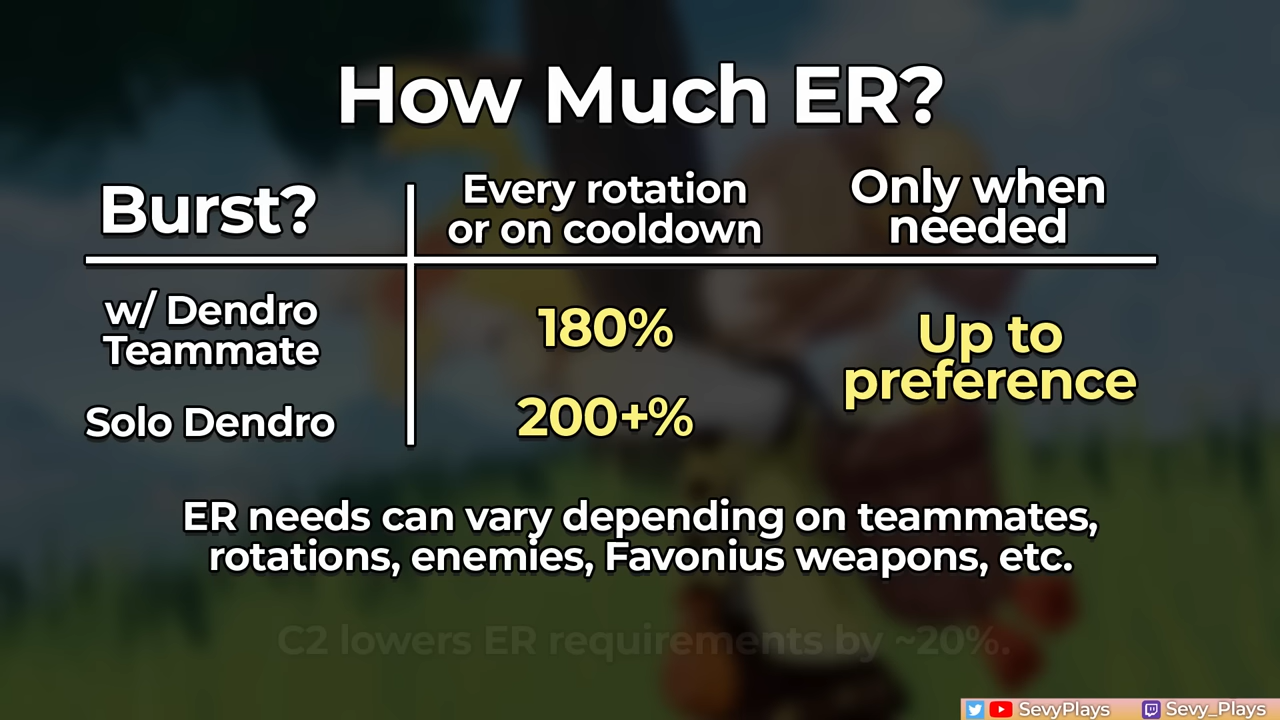 How Much ER?
Burst?
Every rotation
or on cooldown
Only when
needed
w/ Dendro
Teammate
180%
Up to
preference
Solo Dendro
200+%
ER needs can vary depending on teammates,
rotations, enemies, Favonius weapons, etc.
C2 lowers ER requirements by ~20%.
SevyPlays
Sevy_Plays